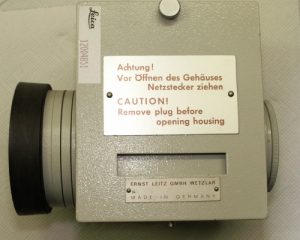 Leica
Achtung!
Vor Öffnen des Gehäuses
Netzstecker ziehen
CAUTION!
Remove plug before
opening housing
ERNST LEITZ GMBH WETZLAR
MADE IN GERMANY